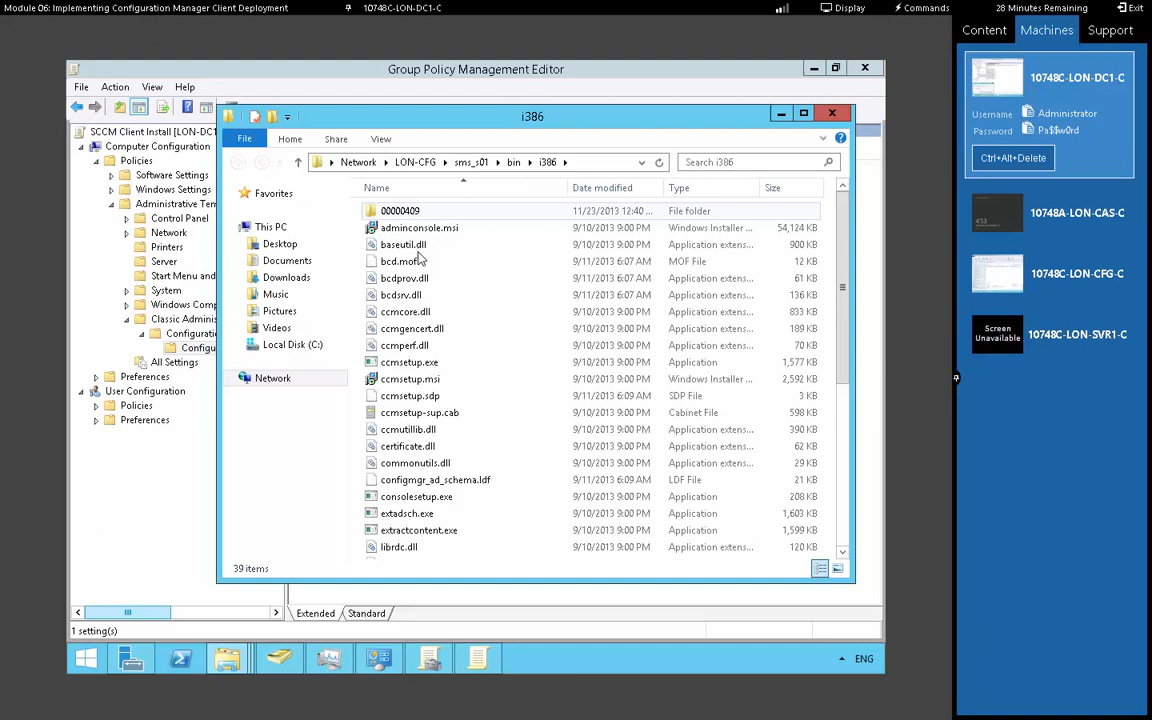 Module 06: Implementing Configuration Manager Client Deployment
10748C-LON-DC1-C
Display
Commands
28 Minutes Remaining
Exit
Content
Machines
Support
10748C-LON-DC1-C
Username
Administrator
Password
Pa$$w0rd
Ctrl+Alt+Delete
10748A-LON-CAS-C
4:53
10748C-LON-CFG-C
Screen
Unavailable
10748C-LON-SVR1-C
Group Policy Management Editor
File Action View Help
SCCM Client Install [LON-DC1
Computer Configuration
Policies
Software Settings
Windows Settings
Administrative Tem
Control Panel
Network
Printers
Server
Start Menu and
System
Windows Comp
Classic Adminis
Configuratio
Configu
All Settings
Preferences
User Configuration
Policies
Preferences
Extended
Standard
1 setting(s)
i386
File Home Share View
Network LON-CFG sms_s01 bin i386
Search i386
Favorites
This PC
Desktop
Documents
Downloads
Music
Pictures
Videos
Local Disk (C:)
Network
Name Date modified Type Size
00000409 11/23/2013 12:40 ... File folder
adminconsole.msi 9/10/2013 9:00 PM Windows Installer ... 54,124 KB
baseutil.dll 9/10/2013 9:00 PM Application extens... 900 KB
bcd.mof 9/11/2013 6:07 AM MOF File 12 KB
bcdprov.dll 9/11/2013 6:07 AM Application extens... 61 KB
bcdsrv.dll 9/11/2013 6:07 AM Application extens... 136 KB
ccmcore.dll 9/10/2013 9:00 PM Application extens... 833 KB
ccmgencert.dll 9/10/2013 9:00 PM Application extens... 189 KB
ccmperf.dll 9/10/2013 9:00 PM Application extens... 70 KB
ccmsetup.exe 9/10/2013 9:00 PM Application 1,577 KB
ccmsetup.msi 9/10/2013 9:00 PM Windows Installer ... 2,592 KB
ccmsetup.sdp 9/11/2013 6:09 AM SDP File 3 KB
ccmsetup-sup.cab 9/10/2013 9:00 PM Cabinet File 598 KB
ccmutillib.dll 9/10/2013 9:00 PM Application extens... 390 KB
certificate.dll 9/10/2013 9:00 PM Application extens... 62 KB
commonutils.dll 9/10/2013 9:00 PM Application extens... 29 KB
configmgr_ad_schema.ldf 9/11/2013 6:09 AM LDF File 21 KB
consolesetup.exe 9/10/2013 9:00 PM Application 208 KB
extadsch.exe 9/10/2013 9:00 PM Application 1,603 KB
extractcontent.exe 9/10/2013 9:00 PM Application 1,599 KB
librdc.dll 9/10/2013 9:00 PM Application extens... 120 KB
39 items
ENG